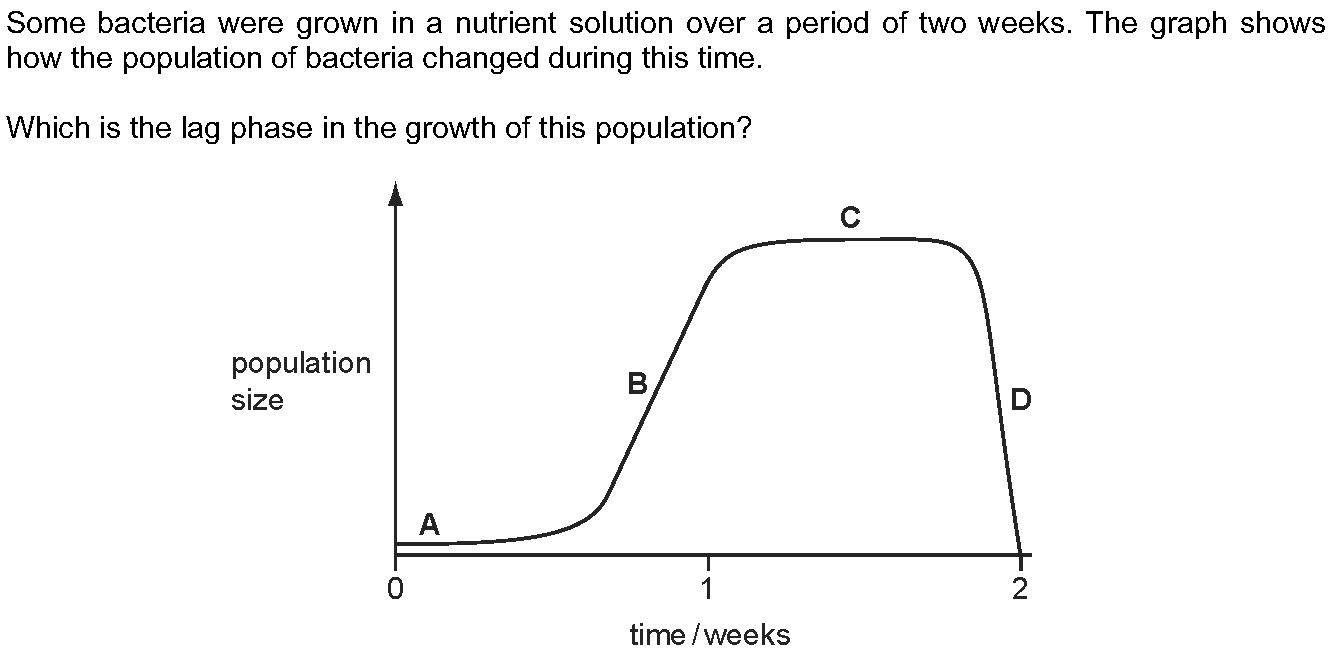 Some bacteria were grown in a nutrient solution over a period of two weeks. The graph shows
how the population of bacteria changed during this time.
Which is the lag phase in the growth of this population?
C
population
size
B
D
A
0
1
2
time / weeks